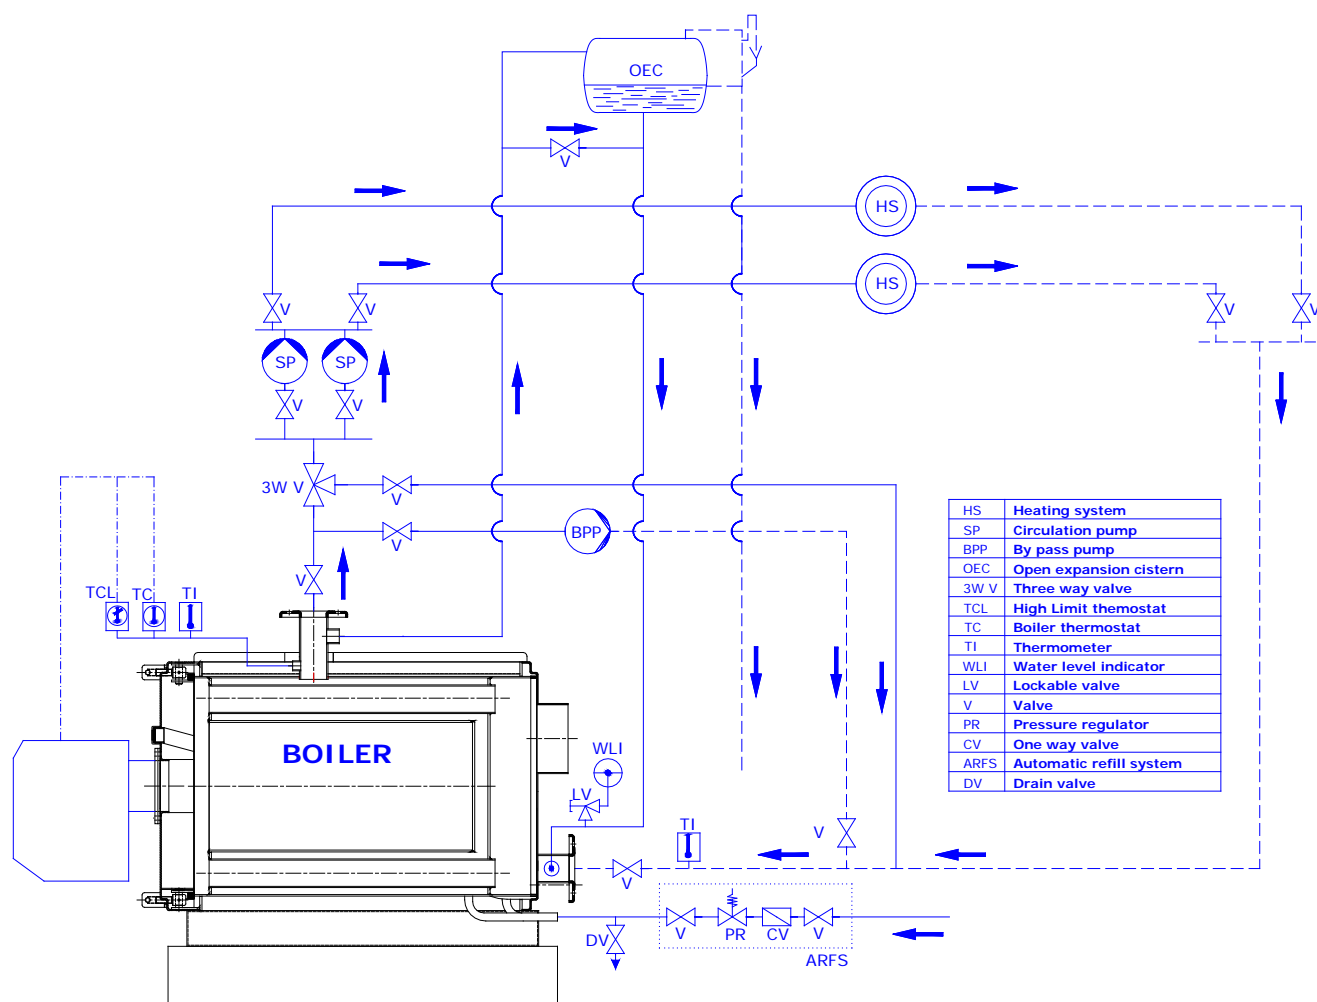 OEC
V
HS
HS
V
V
V
V
SP
SP
V
V
3W V
V
BPP
V
V
TCL
TC
TI
BOILER
WLI
LV
TI
V
V
DV
V
PR
CV
V
ARFS
HS Heating system
SP Circulation pump
BPP By pass pump
OEC Open expansion cistern
3W V Three way valve
TCL High Limit themostat
TC Boiler thermostat
TI Thermometer
WLI Water level indicator
LV Lockable valve
V Valve
PR Pressure regulator
CV One way valve
ARFS Automatic refill system
DV Drain valve